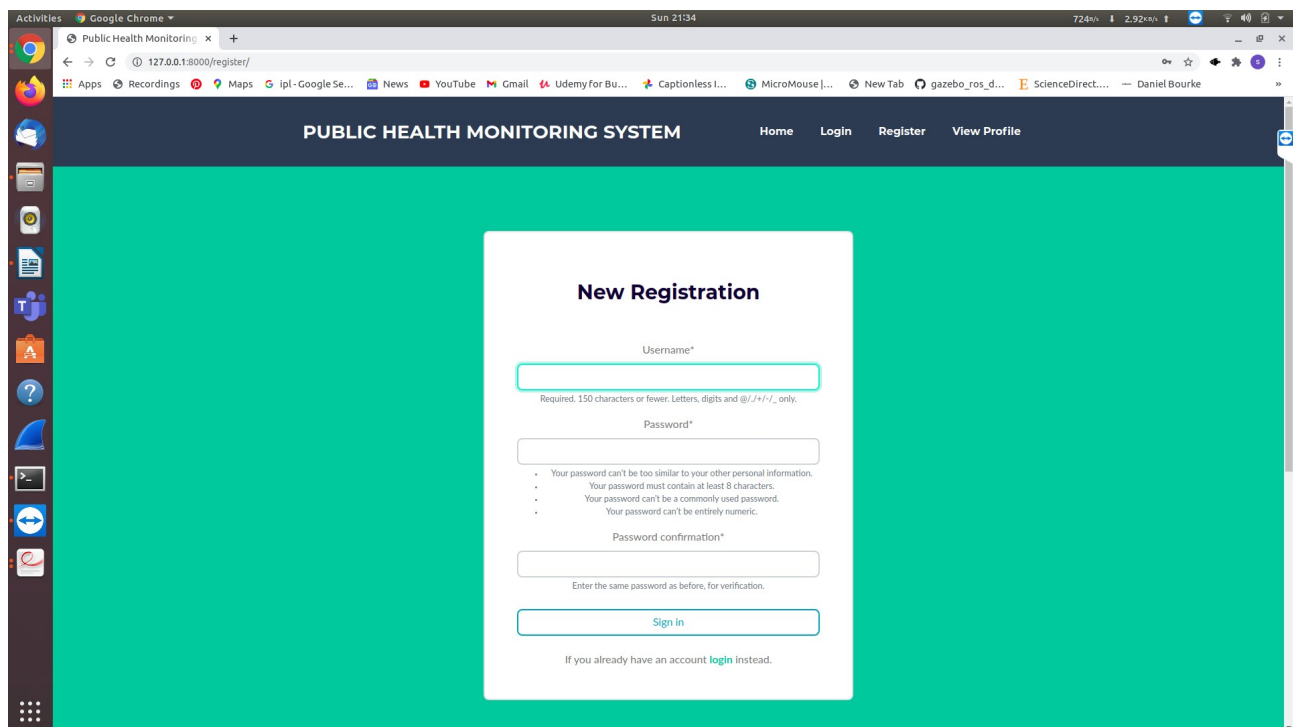 Activities Google Chrome Sun 21:34 724B/s 2.92KB/s
Public Health Monitoring
127.0.0.1:8000/register/
Apps Recordings Maps ipl - Google Se... News YouTube Gmail Udemy for Bu... Captionless I... MicroMouse |... New Tab gazebo_ros_d... ScienceDirect.... Daniel Bourke »
PUBLIC HEALTH MONITORING SYSTEM Home Login Register View Profile
New Registration
Username*
Required. 150 characters or fewer. Letters, digits and @/./+/-/_ only.
Password*
• Your password can't be too similar to your other personal information.
• Your password must contain at least 8 characters.
• Your password can't be a commonly used password.
• Your password can't be entirely numeric.
Password confirmation*
Enter the same password as before, for verification.
Sign in
If you already have an account login instead.